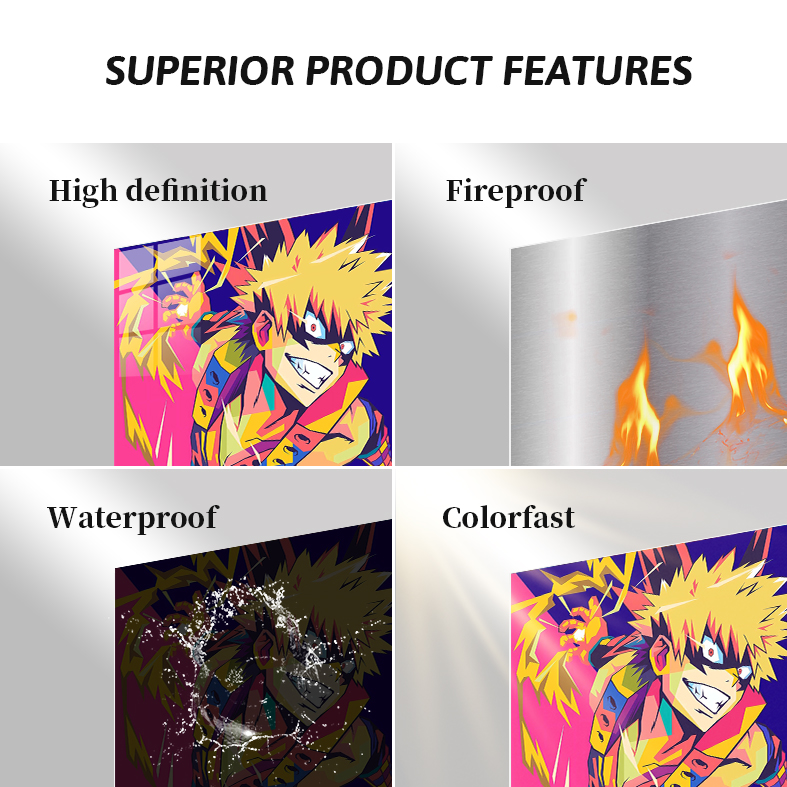 SUPERIOR PRODUCT FEATURES
High definition
Fireproof
Waterproof
Colorfast